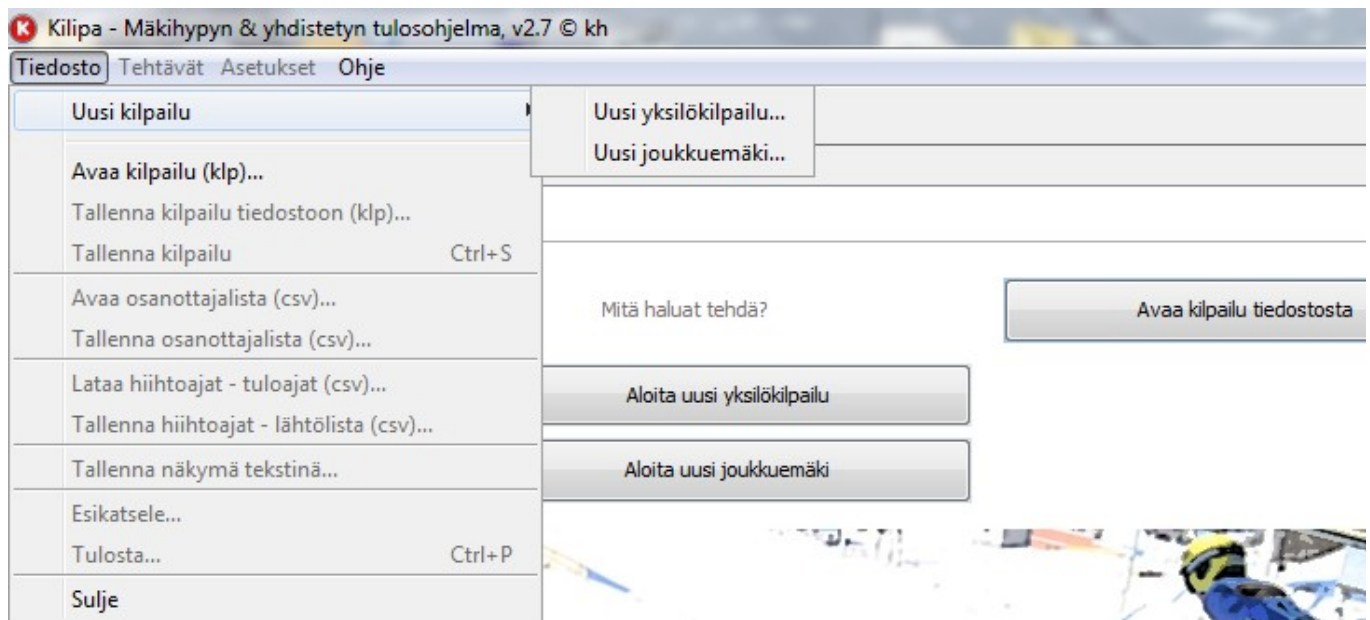 Kilipa - Mäkihypyn & yhdistetyn tulosohjelma, v2.7 © kh
Tiedosto Tehtävät Asetukset Ohje
Uusi kilpailu
Uusi yksilökilpailu...
Uusi joukkuemäki...
Avaa kilpailu (klp)...
Tallenna kilpailu tiedostoon (klp)...
Tallenna kilpailu Ctrl+S
Avaa osanottajalista (csv)...
Tallenna osanottajalista (csv)...
Lataa hiihtoajat - tuloajat (csv)...
Tallenna hiihtoajat - lähtölista (csv)...
Tallenna näkymä tekstinä...
Esikatsele...
Tulosta... Ctrl+P
Sulje
Mitä haluat tehdä?
Avaa kilpailu tiedostosta
Aloita uusi yksilökilpailu
Aloita uusi joukkuemäki